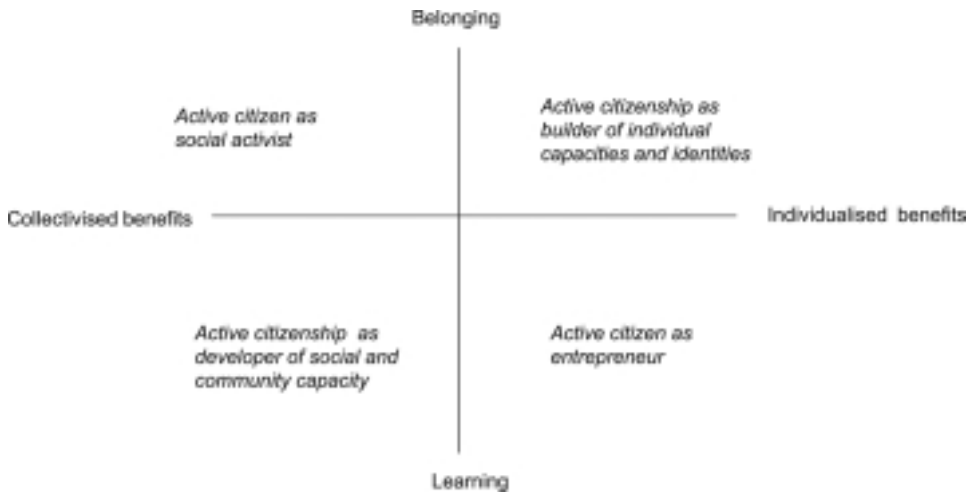 Belonging
Active citizen as
social activist
Active citizenship as
builder of individual
capacities and identities
Collectivised benefits
Individualised benefits
Active citizenship as
developer of social and
community capacity
Active citizen as
entrepreneur
Learning